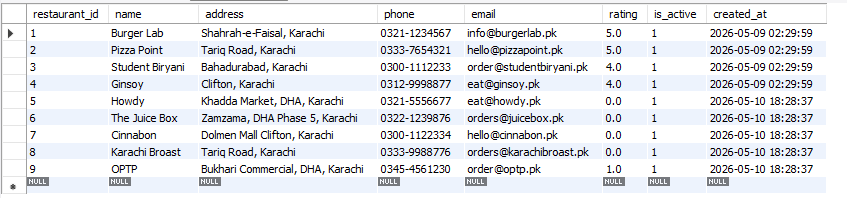 restaurant_id name address phone email rating is_active created_at
1 Burger Lab Shahrah-e-Faisal, Karachi 0321-1234567 info@burgerlab.pk 5.0 1 2026-05-09 02:29:59
2 Pizza Point Tariq Road, Karachi 0333-7654321 hello@pizzapoint.pk 5.0 1 2026-05-09 02:29:59
3 Student Biryani Bahadurabad, Karachi 0300-1112233 order@studentbiryani.pk 4.0 1 2026-05-09 02:29:59
4 Ginsoy Clifton, Karachi 0312-9998877 eat@ginsoy.pk 4.0 1 2026-05-09 02:29:59
5 Howdy Khadda Market, DHA, Karachi 0321-5556677 eat@howdy.pk 0.0 1 2026-05-10 18:28:37
6 The Juice Box Zamzama, DHA Phase 5, Karachi 0322-1239876 orders@juicebox.pk 0.0 1 2026-05-10 18:28:37
7 Cinnabon Dolmen Mall Clifton, Karachi 0300-1122334 hello@cinnabon.pk 0.0 1 2026-05-10 18:28:37
8 Karachi Broast Tariq Road, Karachi 0333-9988776 orders@karachibroast.pk 0.0 1 2026-05-10 18:28:37
9 OPTP Bukhari Commercial, DHA, Karachi 0345-4561230 order@optp.pk 1.0 1 2026-05-10 18:28:37
NULL NULL NULL NULL NULL NULL NULL NULL